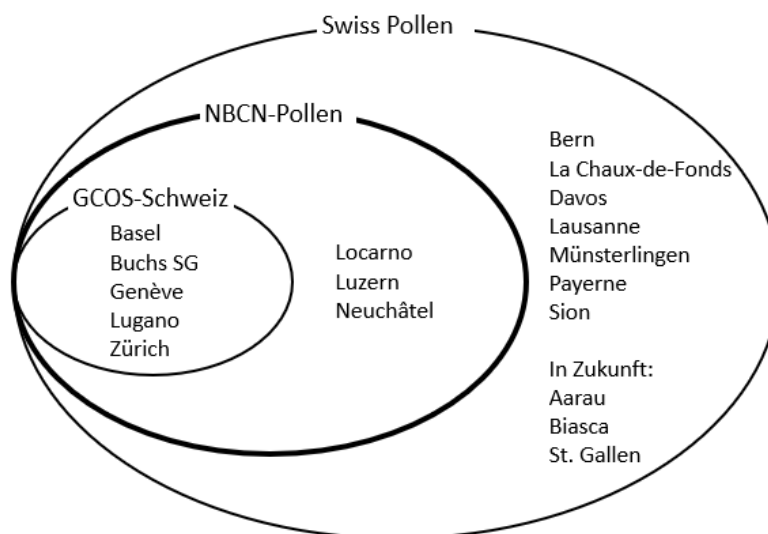 Swiss Pollen
NBCN-Pollen
GCOS-Schweiz
Basel
Buchs SG
Genève
Lugano
Zürich
Locarno
Luzern
Neuchâtel
Bern
La Chaux-de-Fonds
Davos
Lausanne
Münsterlingen
Payerne
Sion
In Zukunft:
Aarau
Biasca
St. Gallen